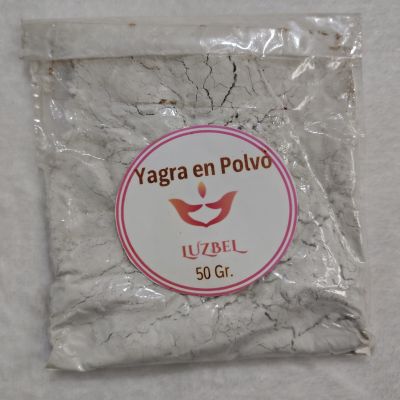 Yagra en Polvo
LUZBEL
50 Gr.